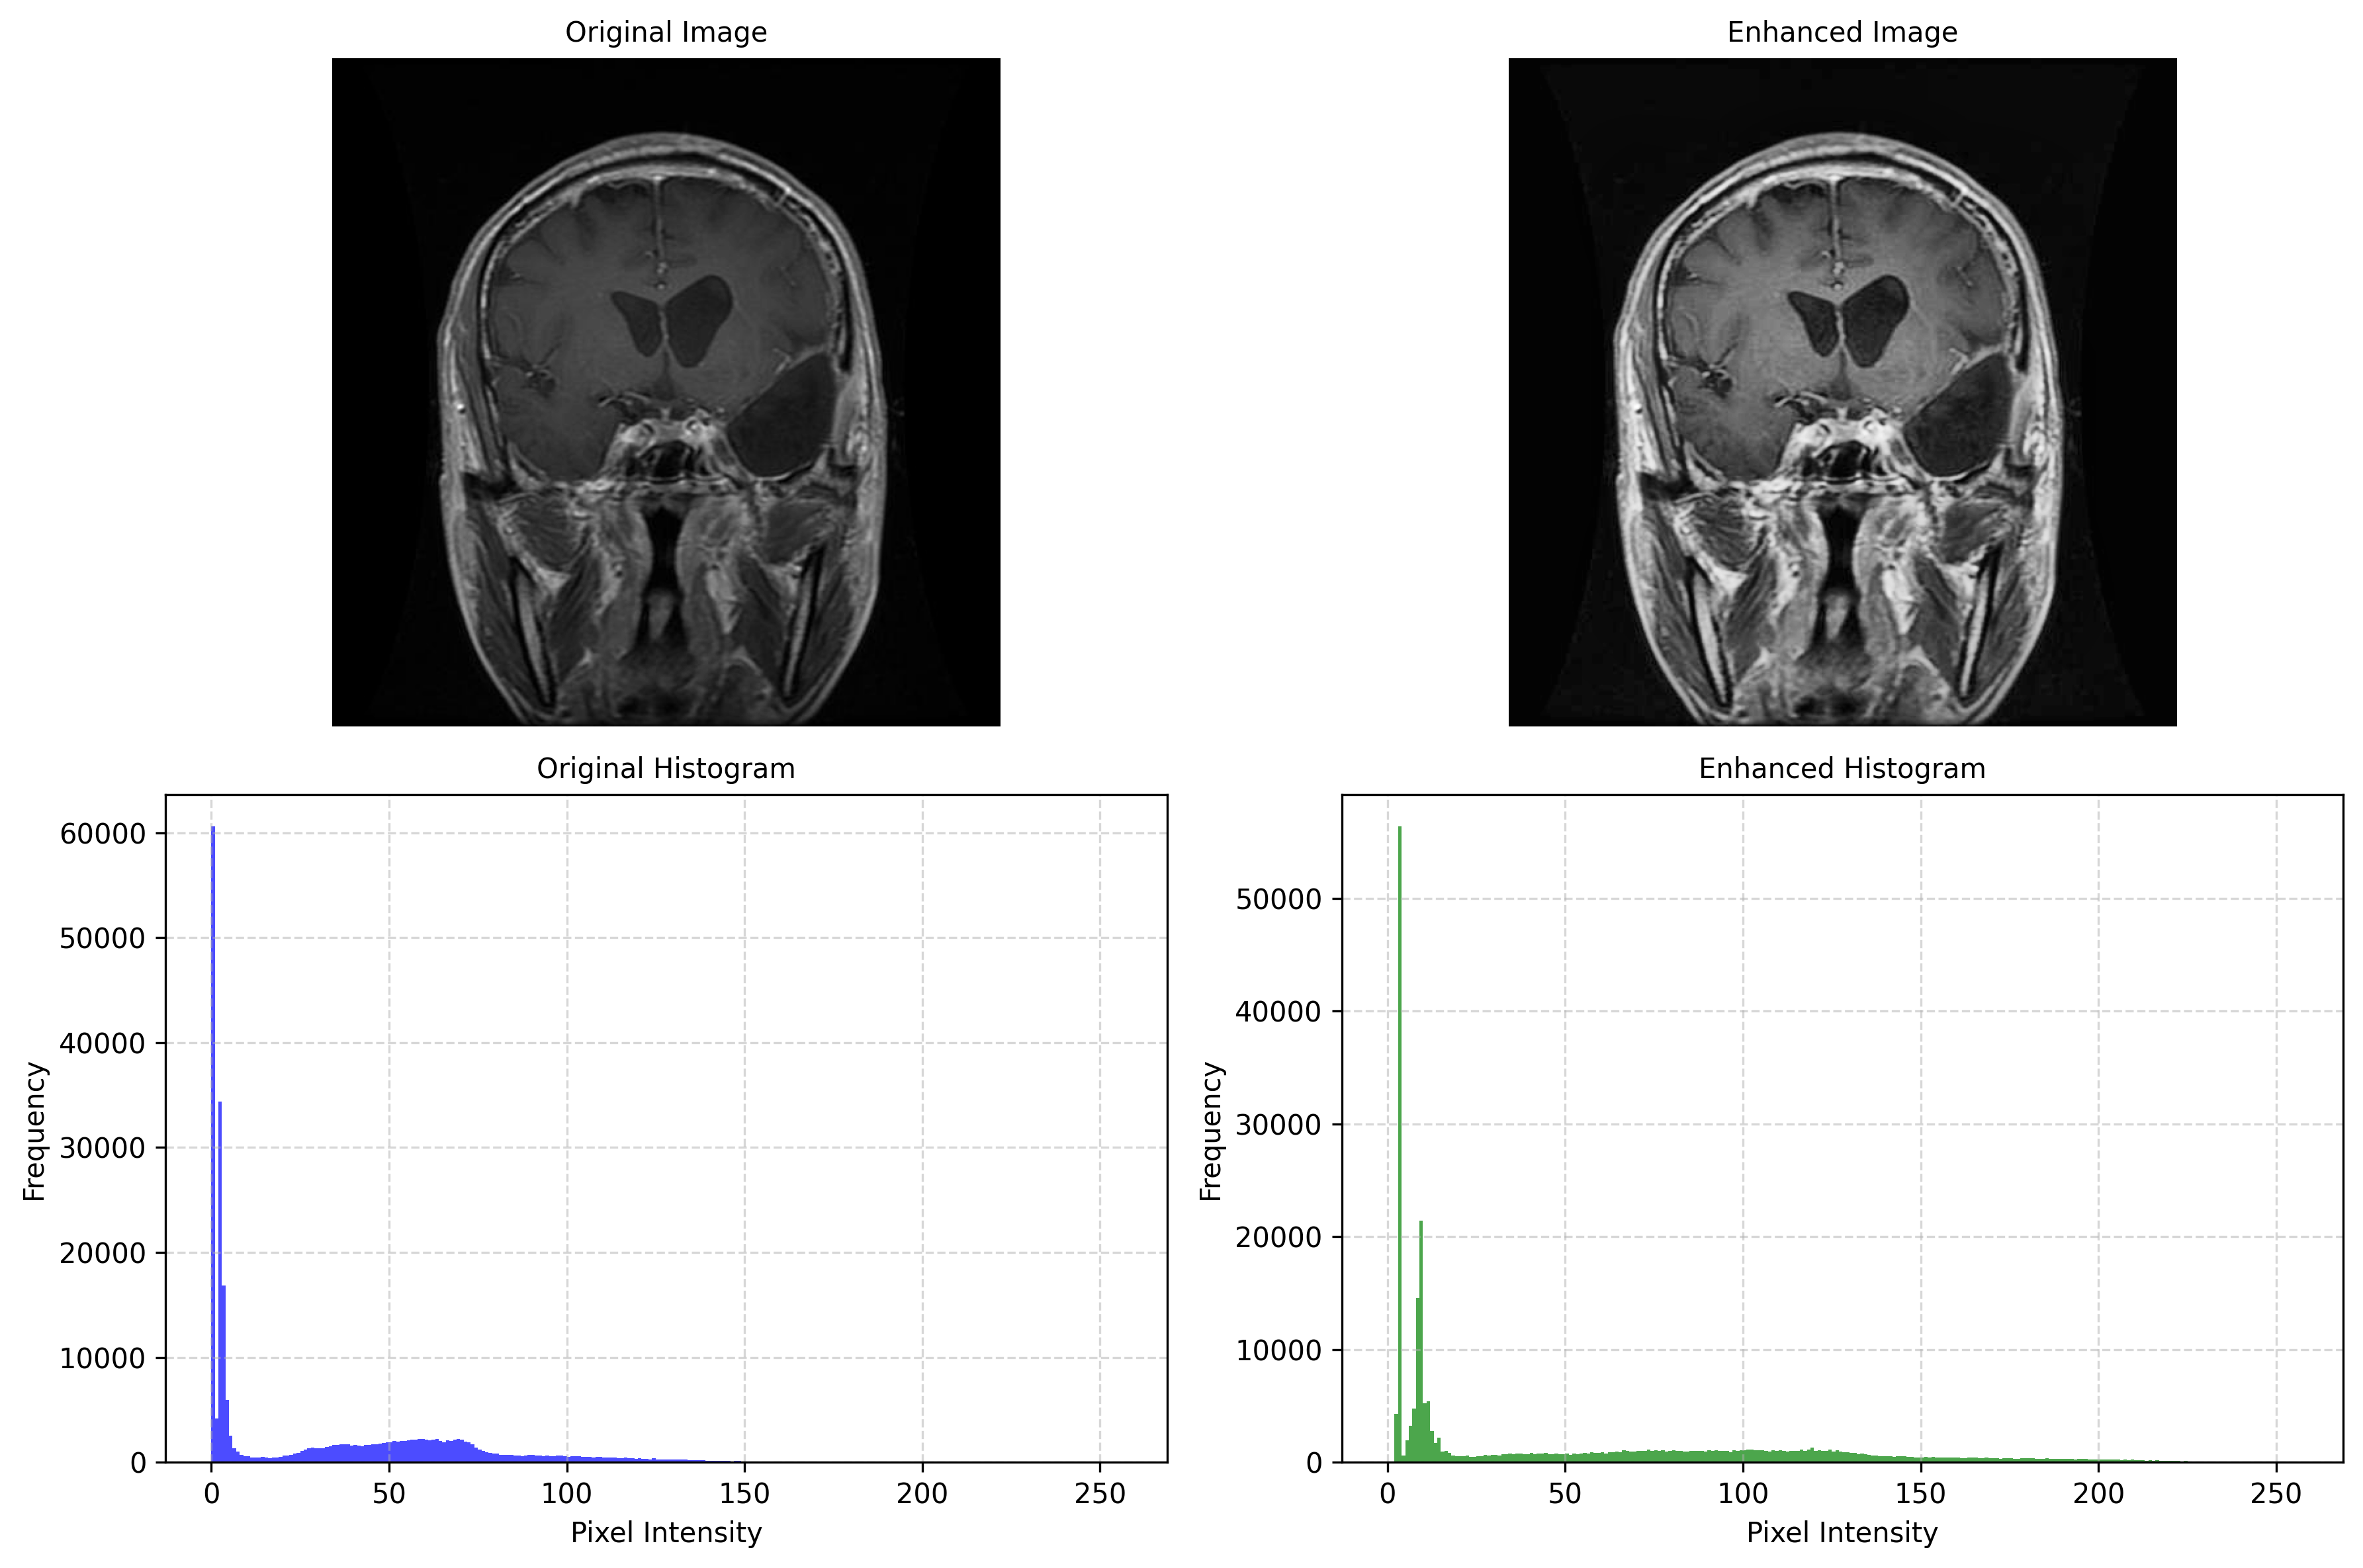 Original Image
Enhanced Image
Original Histogram
Enhanced Histogram
Frequency
60000
50000
40000
30000
20000
10000
0
0 50 100 150 200 250
Pixel Intensity
Frequency
50000
40000
30000
20000
10000
0
0 50 100 150 200 250
Pixel Intensity